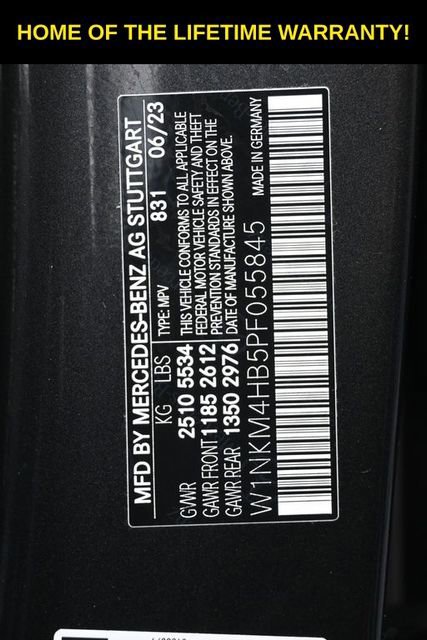 HOME OF THE LIFETIME WARRANTY!
MFD BY MERCEDES-BENZ AG STUTTGART
KG LBS 831 06/23
GVWR 2510 5534 TYPE: MPV
GAWR FRONT 1185 2612
GAWR REAR 1350 2976
THIS VEHICLE CONFORMS TO ALL APPLICABLE
FEDERAL MOTOR VEHICLE SAFETY AND THEFT
PREVENTION STANDARDS IN EFFECT ON THE
DATE OF MANUFACTURE SHOWN ABOVE.
W1NKM4HB5PF055845 MADE IN GERMANY